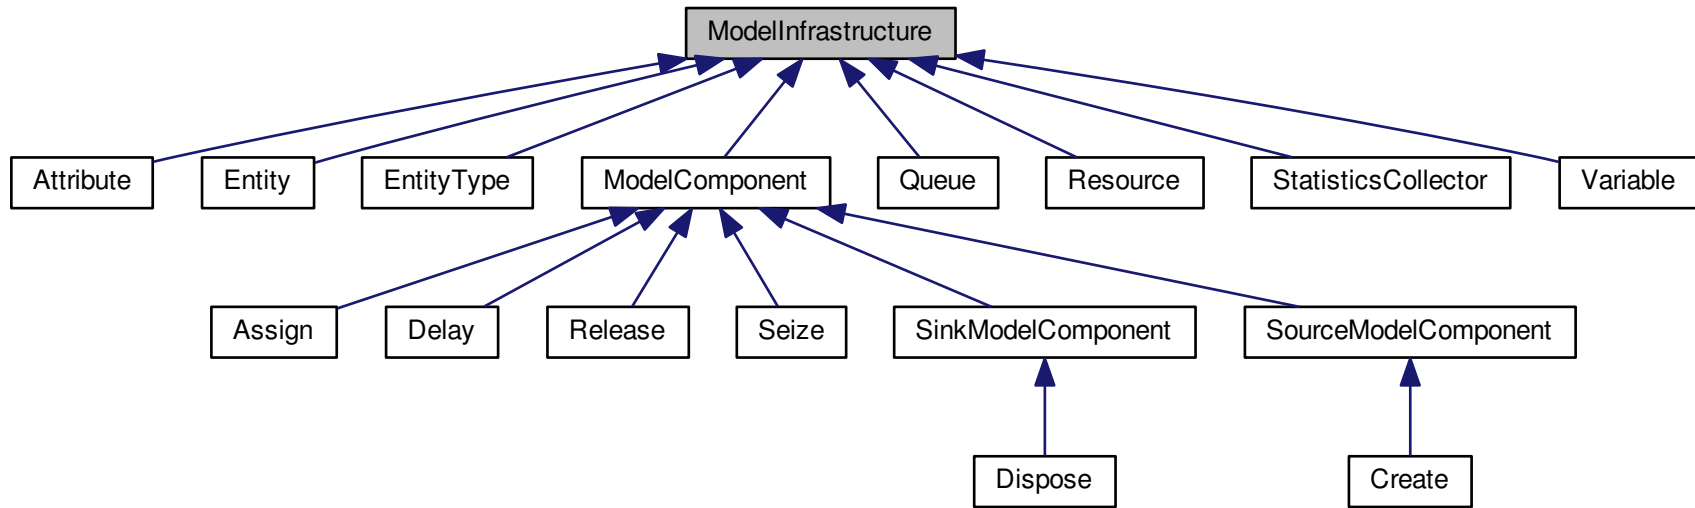 ModelInfrastructure
Attribute
Entity
EntityType
ModelComponent
Queue
Resource
StatisticsCollector
Variable
Assign
Delay
Release
Seize
SinkModelComponent
SourceModelComponent
Dispose
Create